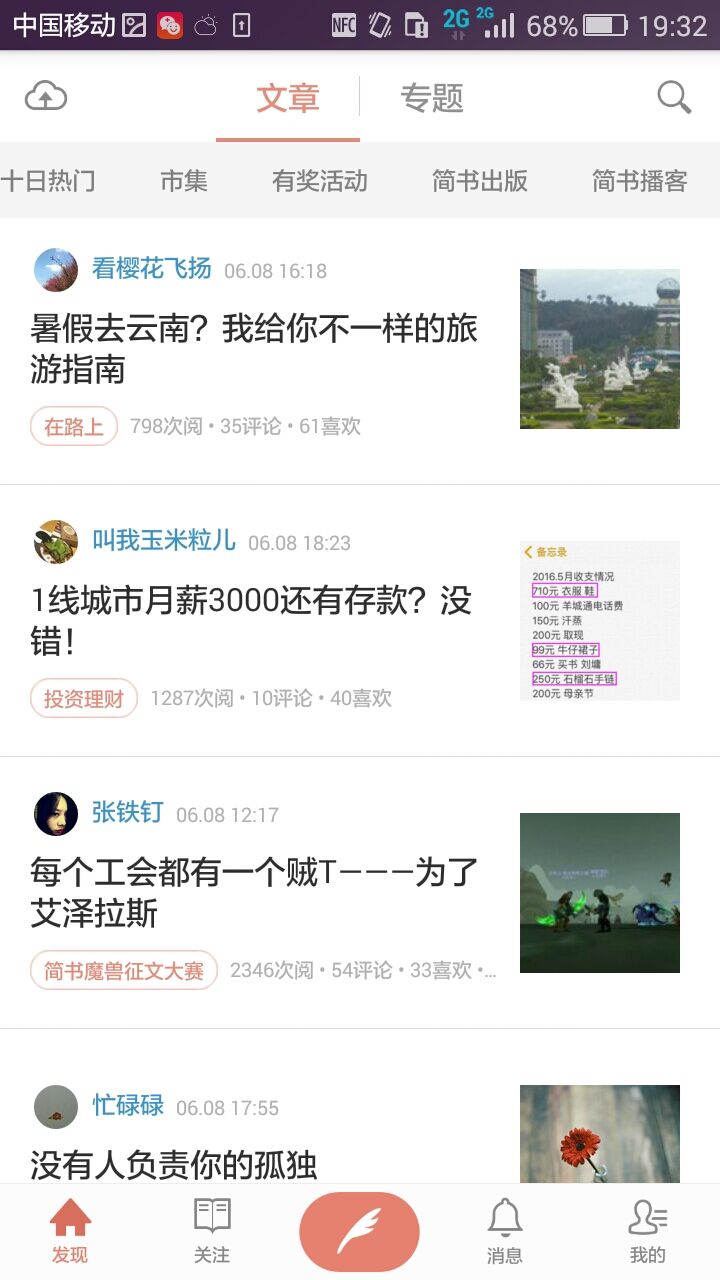 中国移动 NFC 2G 2G 68% 19:32
文章 专题
十日热门 市集 有奖活动 简书出版 简书播客
看樱花飞扬 06.08 16:18
暑假去云南？我给你不一样的旅
游指南
在路上 798次阅 • 35评论 • 61喜欢
叫我玉米粒儿 06.08 18:23
1线城市月薪3000还有存款？没
错！
投资理财 1287次阅 • 10评论 • 40喜欢
备忘录
2016.5月收支情况
710元 衣服 鞋
100元 羊城通电话费
150元 汗蒸
200元 取现
99元 牛仔裙子
66元 买书 刘墉
250元 石榴石手链
200元 母亲节
张铁钉 06.08 12:17
每个工会都有一个贼T———为了
艾泽拉斯
简书魔兽征文大赛 2346次阅 • 54评论 • 33喜欢 •...
忙碌碌 06.08 17:55
没有人负责你的孤独
发现 关注 消息 我的